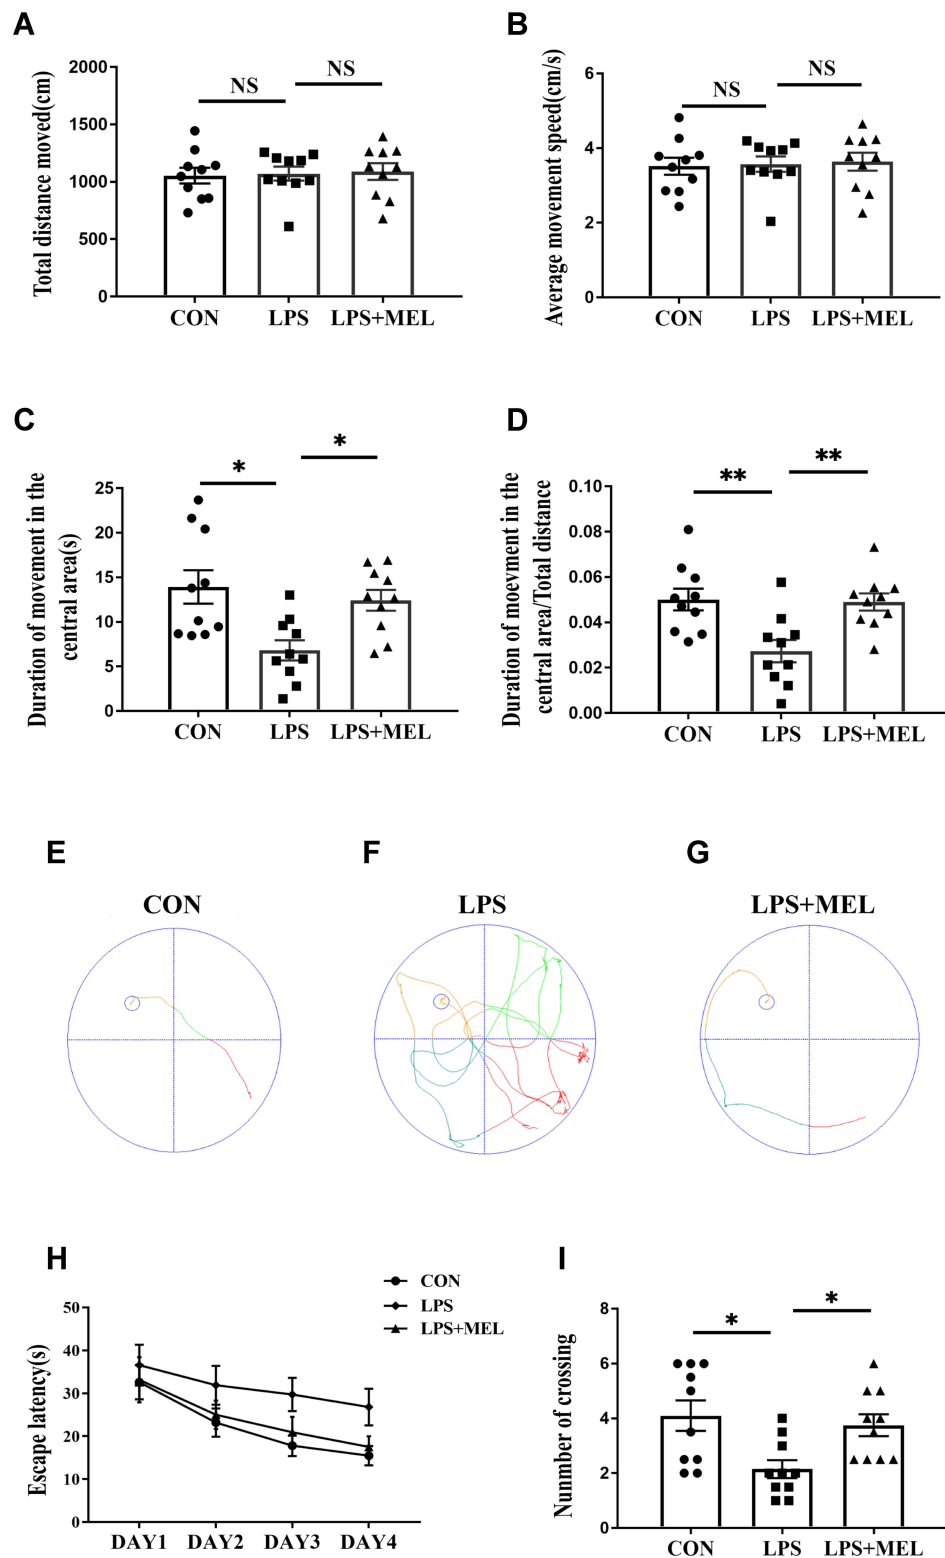 A
Total distance moved(cm)
2000
1500
1000
500
0
NS
NS
CON
LPS
LPS+MEL
B
Average movement speed(cm/s)
6
4
2
0
NS
NS
CON
LPS
LPS+MEL
C
Duration of movement in the
central area(s)
25
20
15
10
5
0
*
*
CON
LPS
LPS+MEL
D
Duration of moevment in the
central area/Total distance
0.10
0.08
0.06
0.04
0.02
0.00
**
**
CON
LPS
LPS+MEL
E
CON
F
LPS
G
LPS+MEL
H
Escape latency(s)
50
40
30
20
10
0
DAY1
DAY2
DAY3
DAY4
CON
LPS
LPS+MEL
I
Nunmber of crossing
8
6
4
2
0
*
*
CON
LPS
LPS+MEL